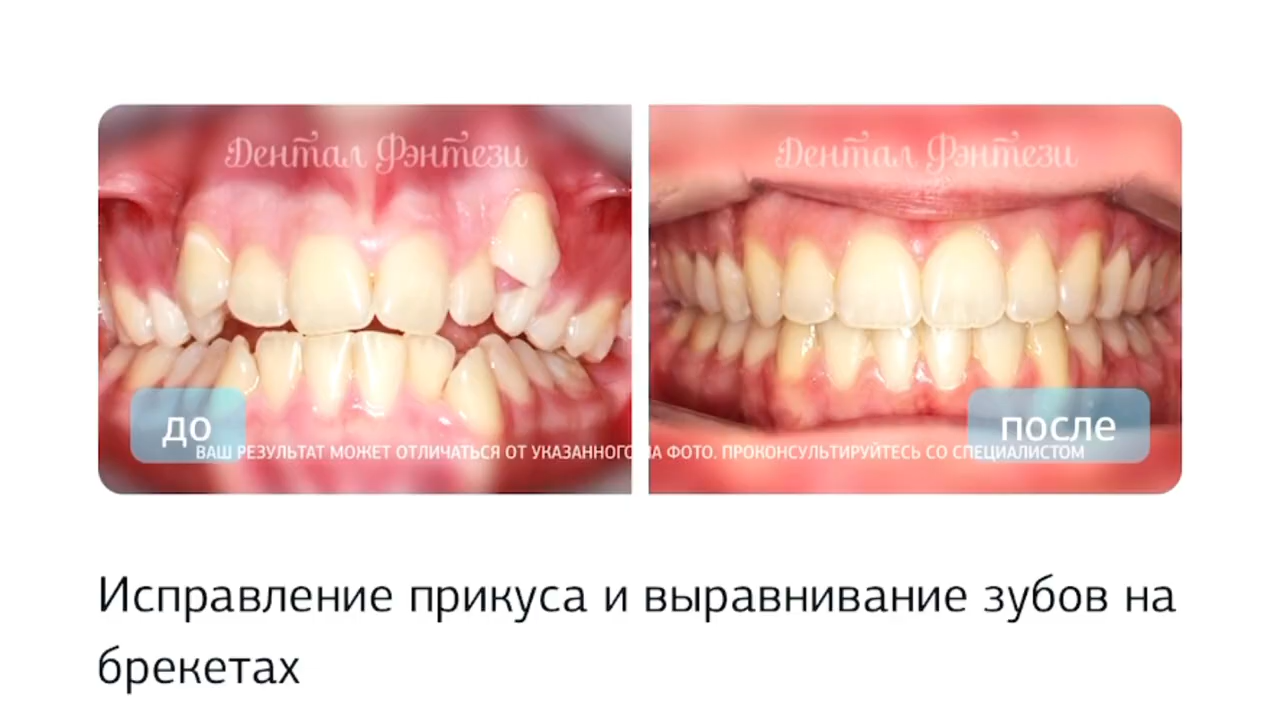 Дентал Фэнтези
Дентал Фэнтези
до
после
ВАШ РЕЗУЛЬТАТ МОЖЕТ ОТЛИЧАТЬСЯ ОТ УКАЗАННОГО НА ФОТО. ПРОКОНСУЛЬТИРУЙТЕСЬ СО СПЕЦИАЛИСТОМ
Исправление прикуса и выравнивание зубов на
брекетах